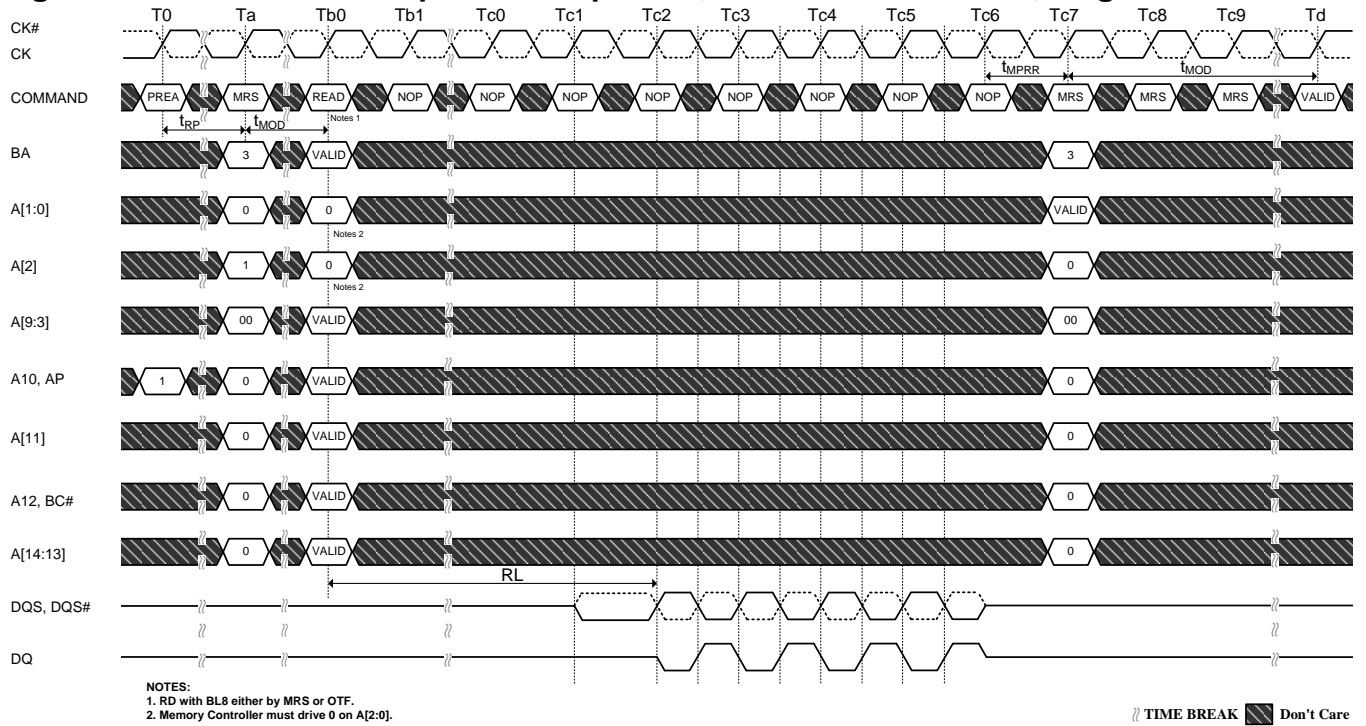 T0 Ta Tb0 Tb1 Tc0 Tc1 Tc2 Tc3 Tc4 Tc5 Tc6 Tc7 Tc8 Tc9 Td
CK#
CK
tMPRR tMOD
COMMAND PREA MRS READ NOP NOP NOP NOP NOP NOP NOP NOP MRS MRS MRS VALID
Notes 1
tRP tMOD
BA 3 VALID 3
A[1:0] 0 0 VALID
Notes 2
A[2] 1 0 0
Notes 2
A[9:3] 00 VALID 00
A10, AP 1 0 VALID 0
A[11] 0 VALID 0
A12, BC# 0 VALID 0
A[14:13] 0 VALID 0
RL
DQS, DQS#
DQ
NOTES:
1. RD with BL8 either by MRS or OTF.
2. Memory Controller must drive 0 on A[2:0].
TIME BREAK Don't Care